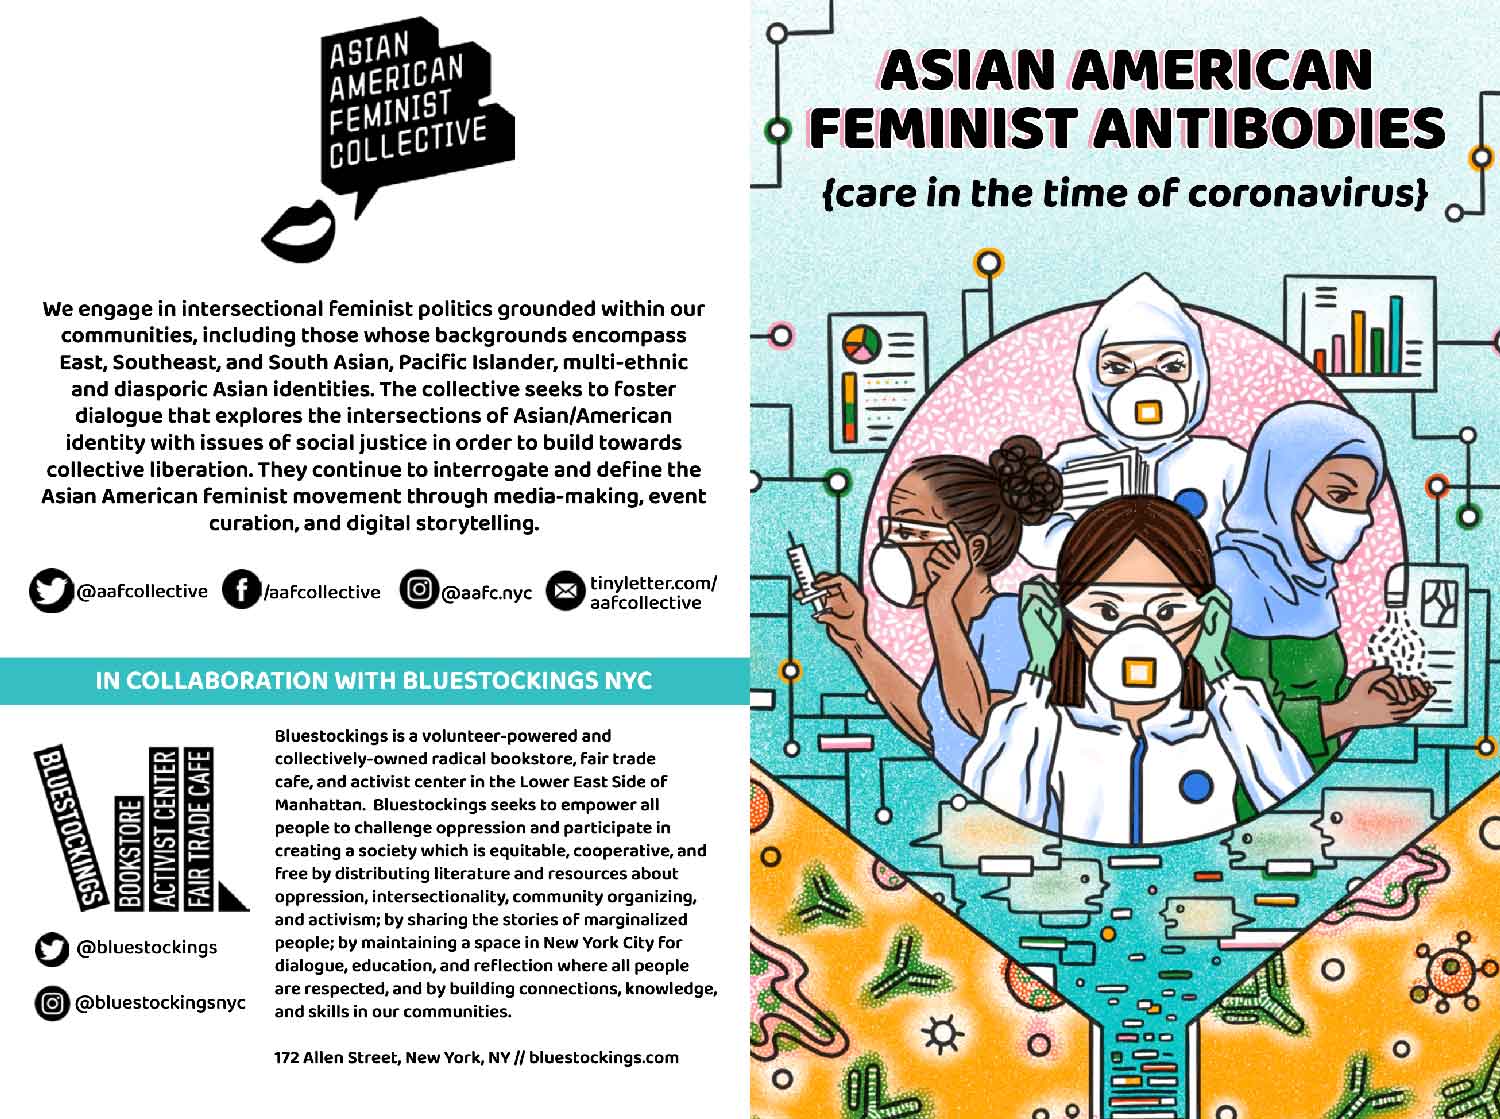 ASIAN
AMERICAN
FEMINIST
COLLECTIVE
We engage in intersectional feminist politics grounded within our
communities, including those whose backgrounds encompass
East, Southeast, and South Asian, Pacific Islander, multi-ethnic
and diasporic Asian identities. The collective seeks to foster
dialogue that explores the intersections of Asian/American
identity with issues of social justice in order to build towards
collective liberation. They continue to interrogate and define the
Asian American feminist movement through media-making, event
curation, and digital storytelling.
@aafcollective
/aafcollective
@aafc.nyc
tinyletter.com/
aafcollective
IN COLLABORATION WITH BLUESTOCKINGS NYC
BLUESTOCKINGS
BOOKSTORE
ACTIVIST CENTER
FAIR TRADE CAFE
@bluestockings
@bluestockingsnyc
Bluestockings is a volunteer-powered and
collectively-owned radical bookstore, fair trade
cafe, and activist center in the Lower East Side of
Manhattan. Bluestockings seeks to empower all
people to challenge oppression and participate in
creating a society which is equitable, cooperative, and
free by distributing literature and resources about
oppression, intersectionality, community organizing,
and activism; by sharing the stories of marginalized
people; by maintaining a space in New York City for
dialogue, education, and reflection where all people
are respected, and by building connections, knowledge,
and skills in our communities.
172 Allen Street, New York, NY // bluestockings.com
ASIAN AMERICAN
FEMINIST ANTIBODIES
{care in the time of coronavirus}